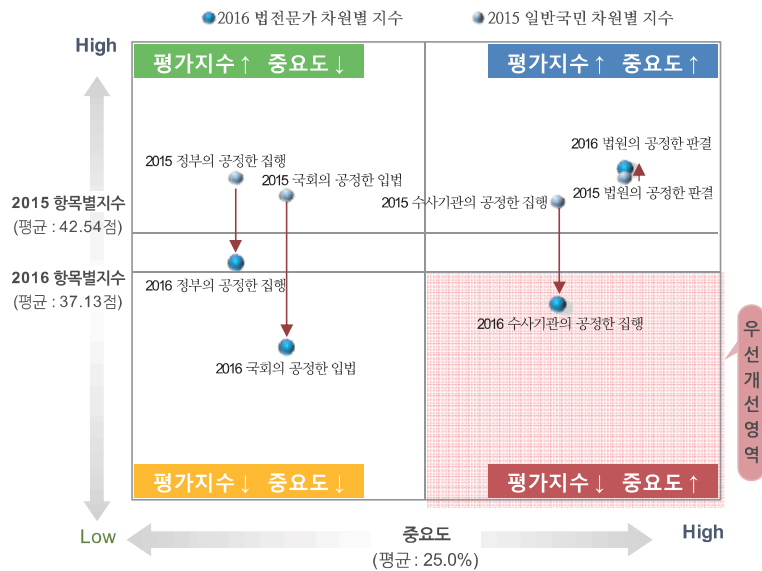 2016 법전문가 차원별 지수
2015 일반국민 차원별 지수
High
평가지수↑ 중요도↓
평가지수↑ 중요도↑
2016 법원의 공정한 판결
2015 정부의 공정한 집행
2015 국회의 공정한 입법
2015 법원의 공정한 판결
2015 수사기관의 공정한 집행
2015 항목별지수
(평균 : 42.54점)
2016 항목별지수
(평균 : 37.13점)
2016 정부의 공정한 집행
2016 수사기관의 공정한 집행
2016 국회의 공정한 입법
우선개선영역
평가지수↓ 중요도↓
평가지수↓ 중요도↑
Low
중요도
(평균 : 25.0%)
High